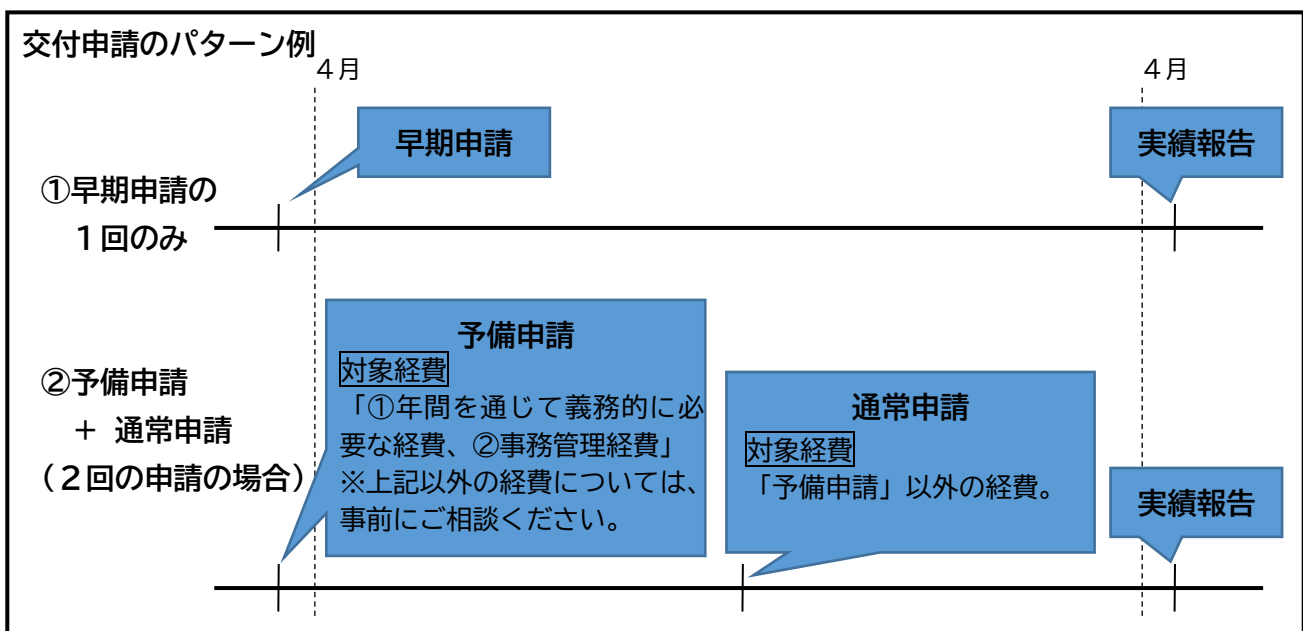 交付申請のパターン例
４月
４月
早期申請
実績報告
①早期申請の
１回のみ
予備申請
対象経費
「①年間を通じて義務的に必
要な経費、②事務管理経費」
※上記以外の経費については、
事前にご相談ください。
②予備申請
＋ 通常申請
（２回の申請の場合）
通常申請
対象経費
「予備申請」以外の経費。
実績報告